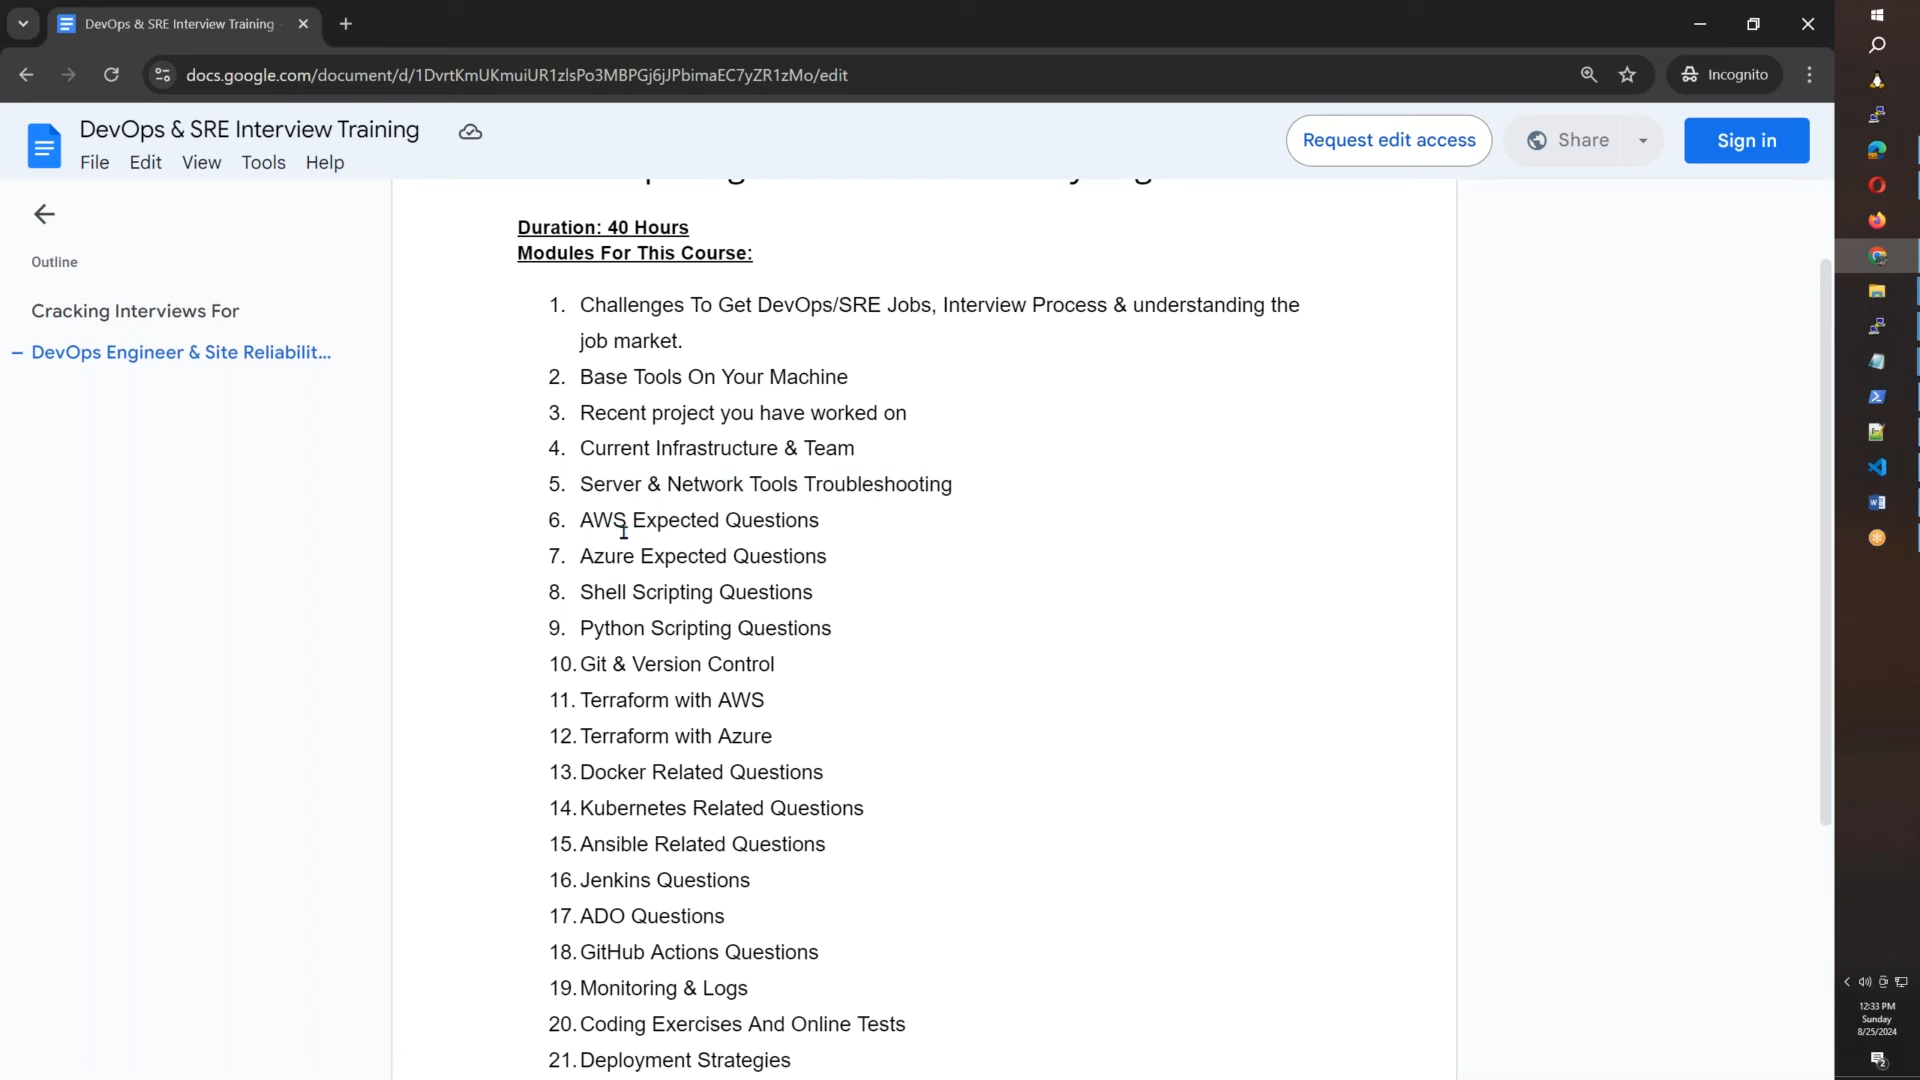 DevOps & SRE Interview Training
docs.google.com/document/d/1DvrtKmUKmuiUR1zlsPo3MBPGj6jJPbimaEC7yZR1zMo/edit
Incognito
DevOps & SRE Interview Training
File Edit View Tools Help
Request edit access
Share
Sign in
Outline
Cracking Interviews For
DevOps Engineer & Site Reliabilit...
Duration: 40 Hours
Modules For This Course:
1. Challenges To Get DevOps/SRE Jobs, Interview Process & understanding the
job market.
2. Base Tools On Your Machine
3. Recent project you have worked on
4. Current Infrastructure & Team
5. Server & Network Tools Troubleshooting
6. AWS Expected Questions
7. Azure Expected Questions
8. Shell Scripting Questions
9. Python Scripting Questions
10. Git & Version Control
11. Terraform with AWS
12. Terraform with Azure
13. Docker Related Questions
14. Kubernetes Related Questions
15. Ansible Related Questions
16. Jenkins Questions
17. ADO Questions
18. GitHub Actions Questions
19. Monitoring & Logs
20. Coding Exercises And Online Tests
21. Deployment Strategies
12:33 PM
Sunday
8/25/2024
2